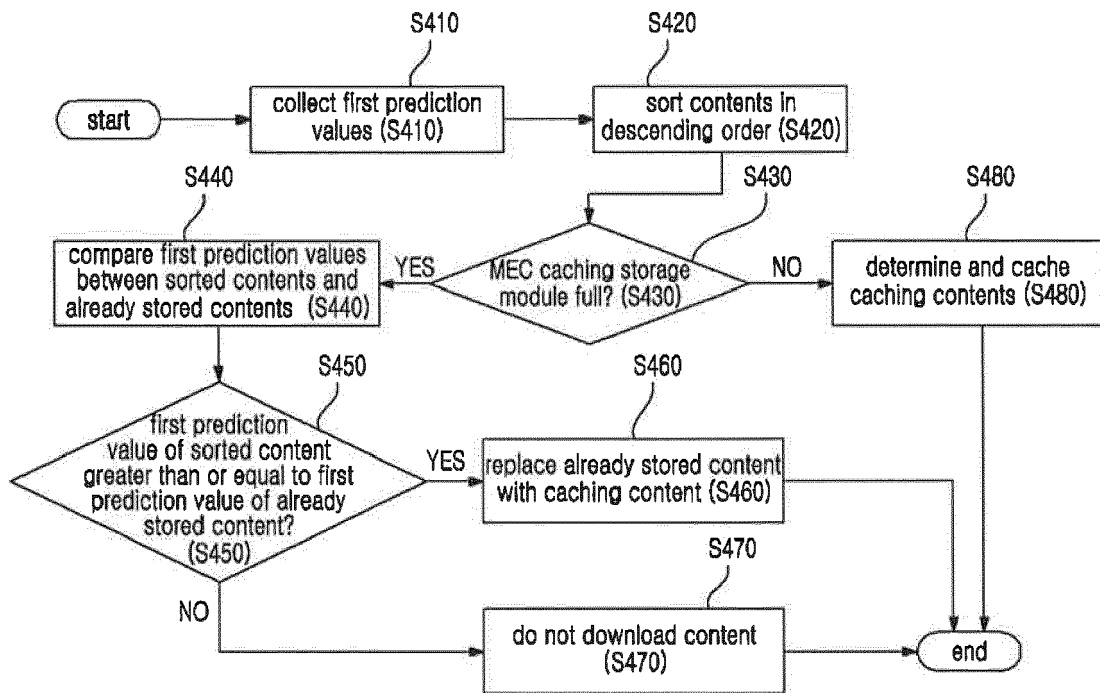 S410
S420
start
collect first prediction
values (S410)
sort contents in
descending order (S420)
S440
S430
S480
compare first prediction values
between sorted contents and
already stored contents (S440)
YES
MEC caching storage
module full? (S430)
NO
determine and cache
caching contents (S480)
S450
S460
first prediction
value of sorted content
greater than or equal to first
prediction value of already
stored content?
(S450)
YES
replace already stored content
with caching content (S460)
S470
NO
do not download content
(S470)
end